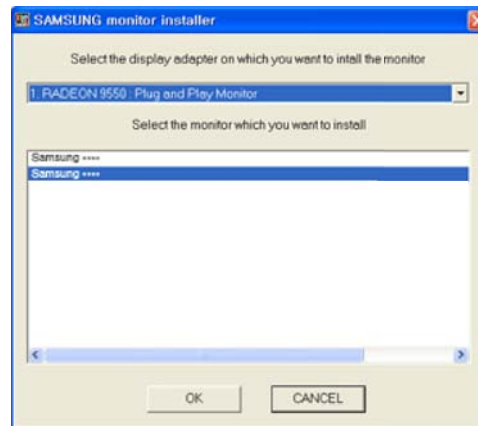 SAMSUNG monitor installer
Select the display adapter on which you want to intall the monitor
1. RADEON 9550 : Plug and Play Monitor
Select the monitor which you want to install
Samsung ****
Samsung ****
OK
CANCEL